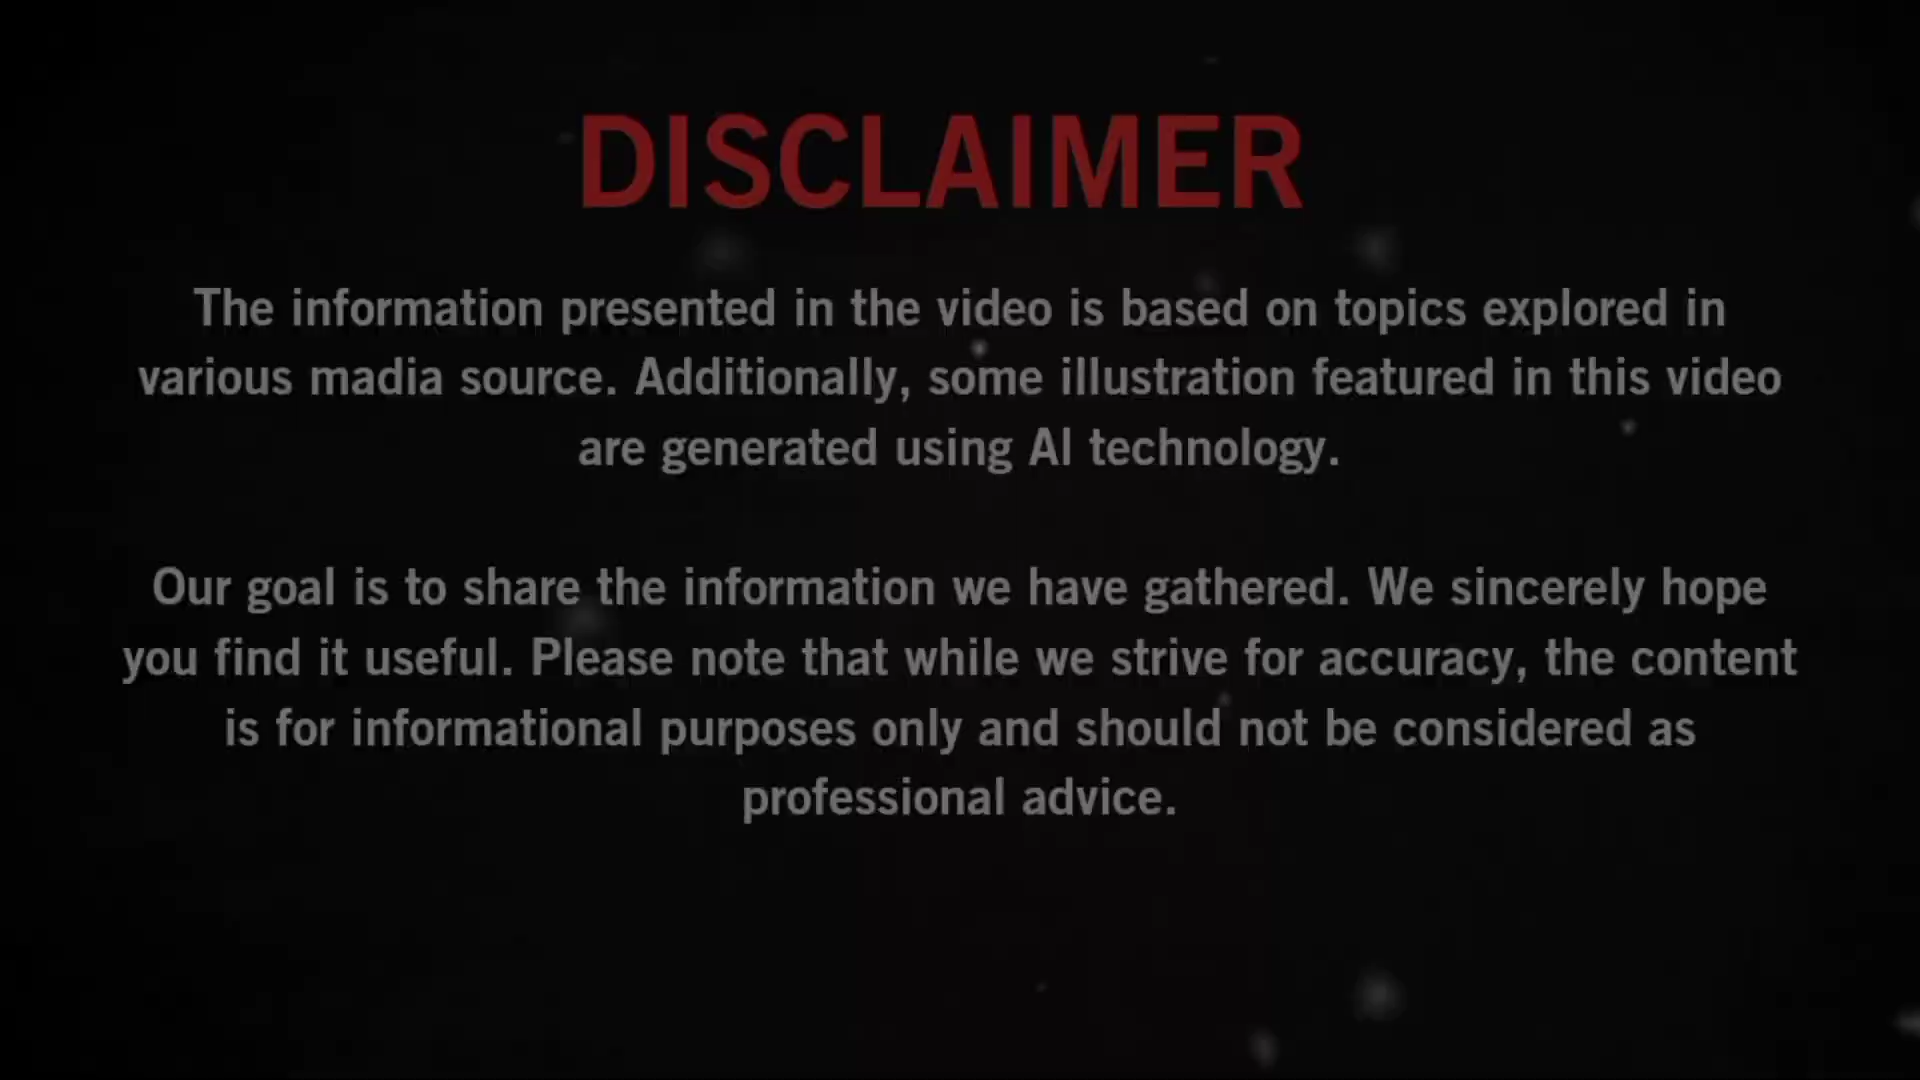 DISCLAIMER
The information presented in the video is based on topics explored in
various madia source. Additionally, some illustration featured in this video
are generated using AI technology.
Our goal is to share the information we have gathered. We sincerely hope
you find it useful. Please note that while we strive for accuracy, the content
is for informational purposes only and should not be considered as
professional advice.